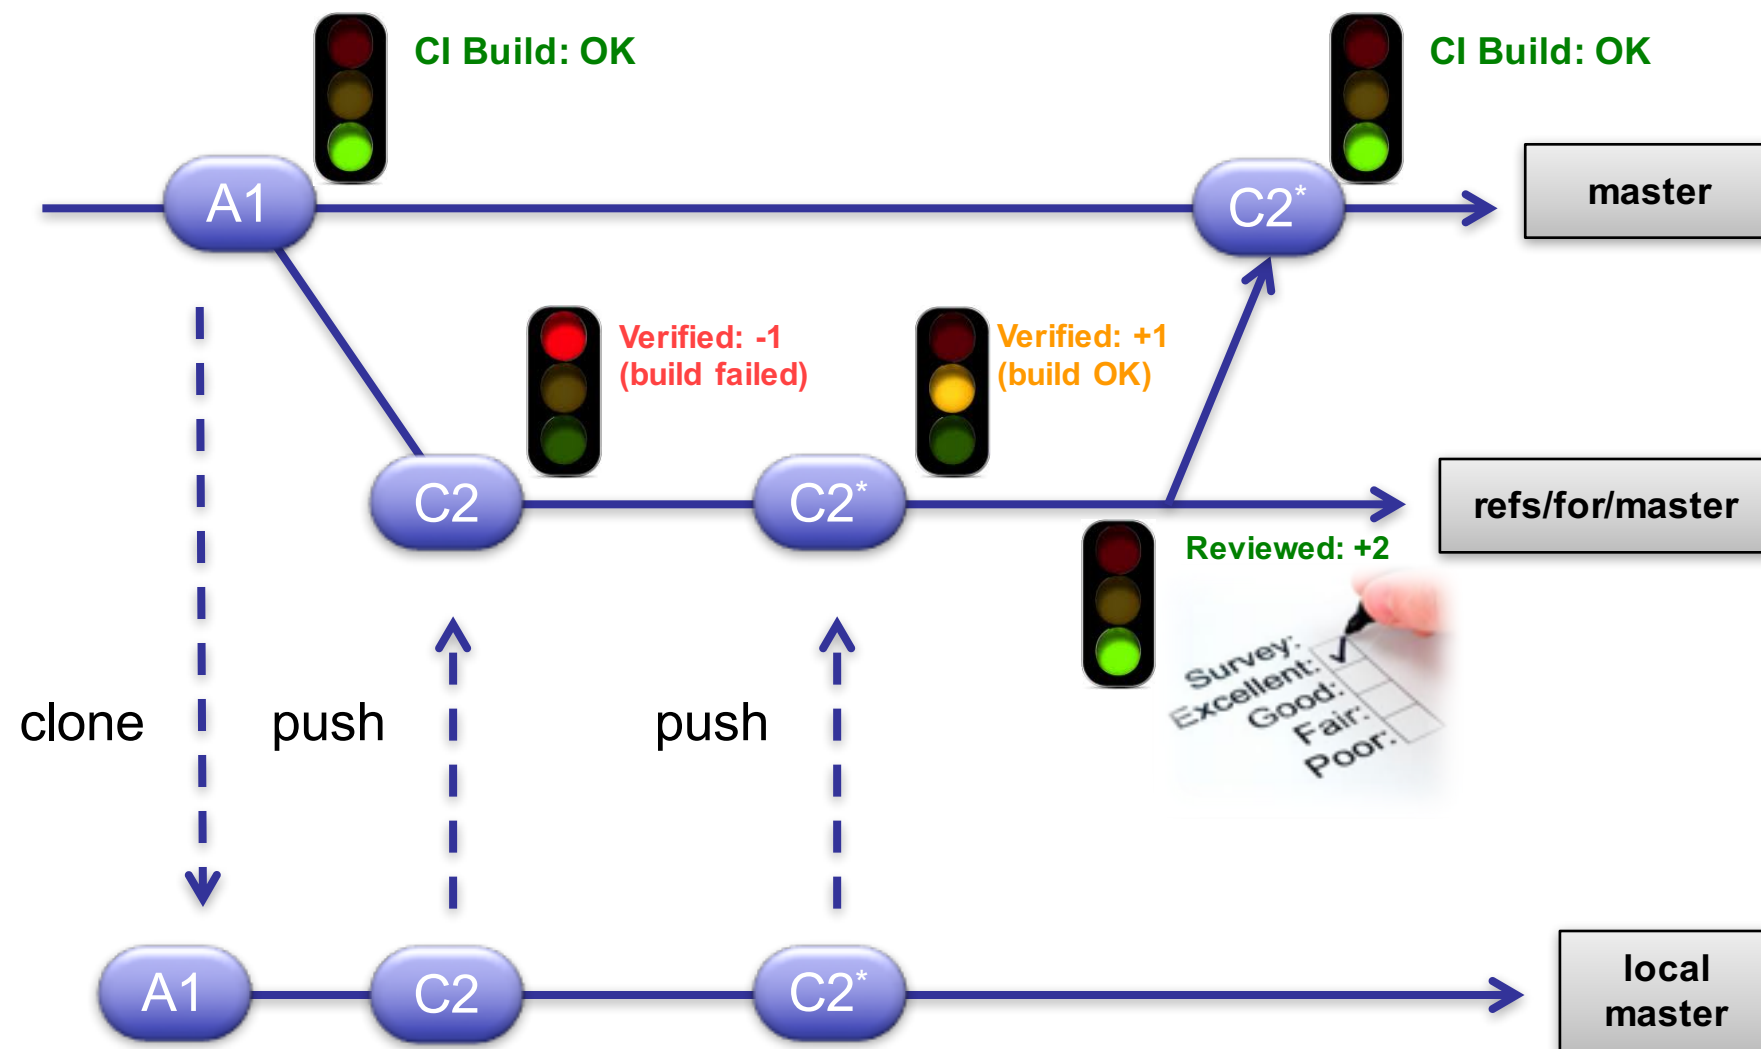 CI Build: OK
CI Build: OK
A1
C2*
master
Verified: -1
(build failed)
Verified: +1
(build OK)
C2
C2*
refs/for/master
Reviewed: +2
Survey:
Excellent:
Good:
Fair:
Poor:
clone
push
push
A1
C2
C2*
local
master